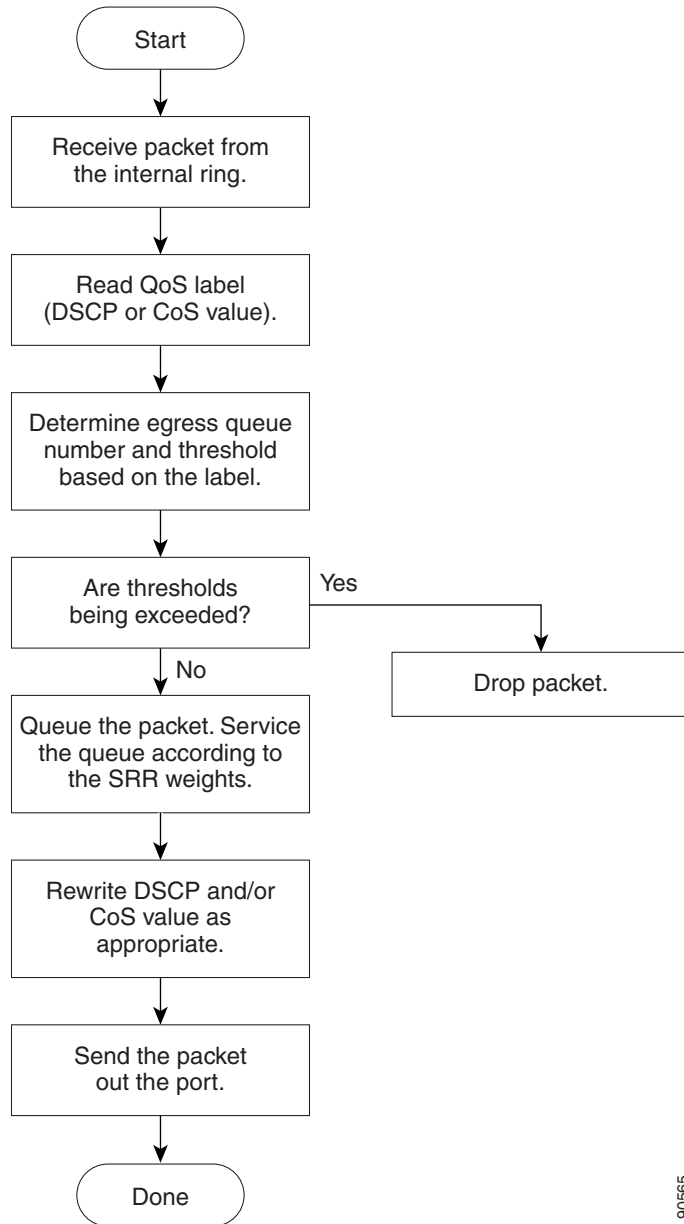 Start
Receive packet from
the internal ring.
Read QoS label
(DSCP or CoS value).
Determine egress queue
number and threshold
based on the label.
Are thresholds
being exceeded?
Yes
No
Drop packet.
Queue the packet. Service
the queue according to
the SRR weights.
Rewrite DSCP and/or
CoS value as
appropriate.
Send the packet
out the port.
Done
90565